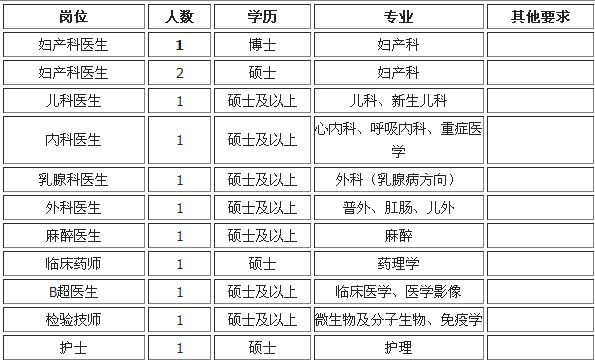 岗位 人数 学历 专业 其他要求
妇产科医生 1 博士 妇产科
妇产科医生 2 硕士 妇产科
儿科医生 1 硕士及以上 儿科、新生儿科
内科医生 1 硕士及以上 心内科、呼吸内科、重症医
学
乳腺科医生 1 硕士及以上 外科（乳腺病方向）
外科医生 1 硕士及以上 普外、肛肠、儿外
麻醉医生 1 硕士及以上 麻醉
临床药师 1 硕士 药理学
B超医生 1 硕士及以上 临床医学、医学影像
检验技师 1 硕士及以上 微生物及分子生物、免疫学
护士 1 硕士 护理